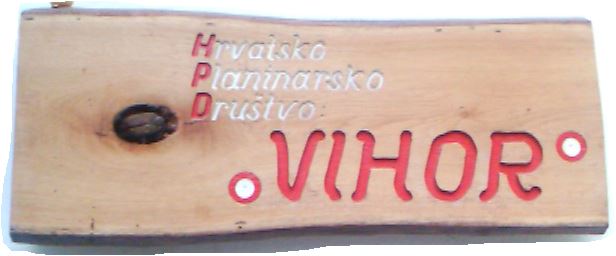 Hrvatsko
Planinarsko
Društvo:
VIHOR